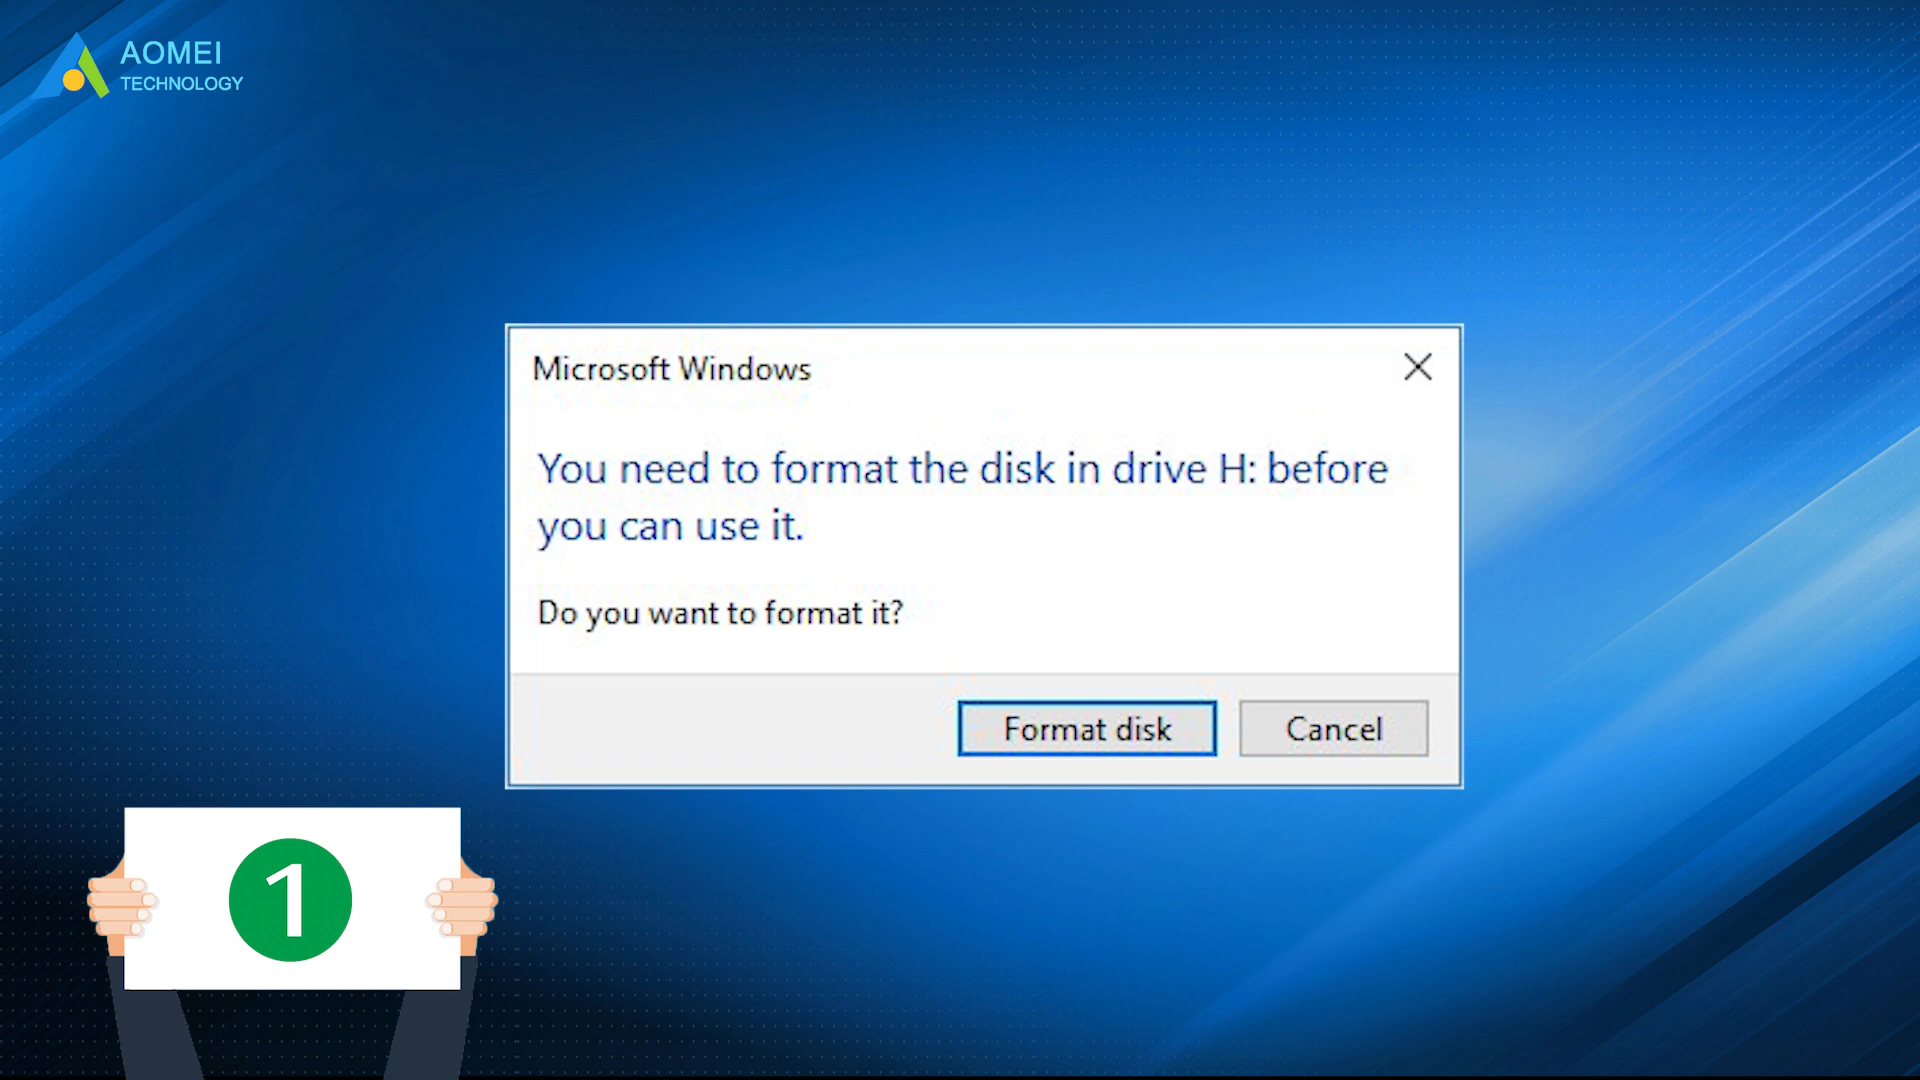 AOMEI
TECHNOLOGY
Microsoft Windows
You need to format the disk in drive H: before
you can use it.
Do you want to format it?
Format disk
Cancel
1